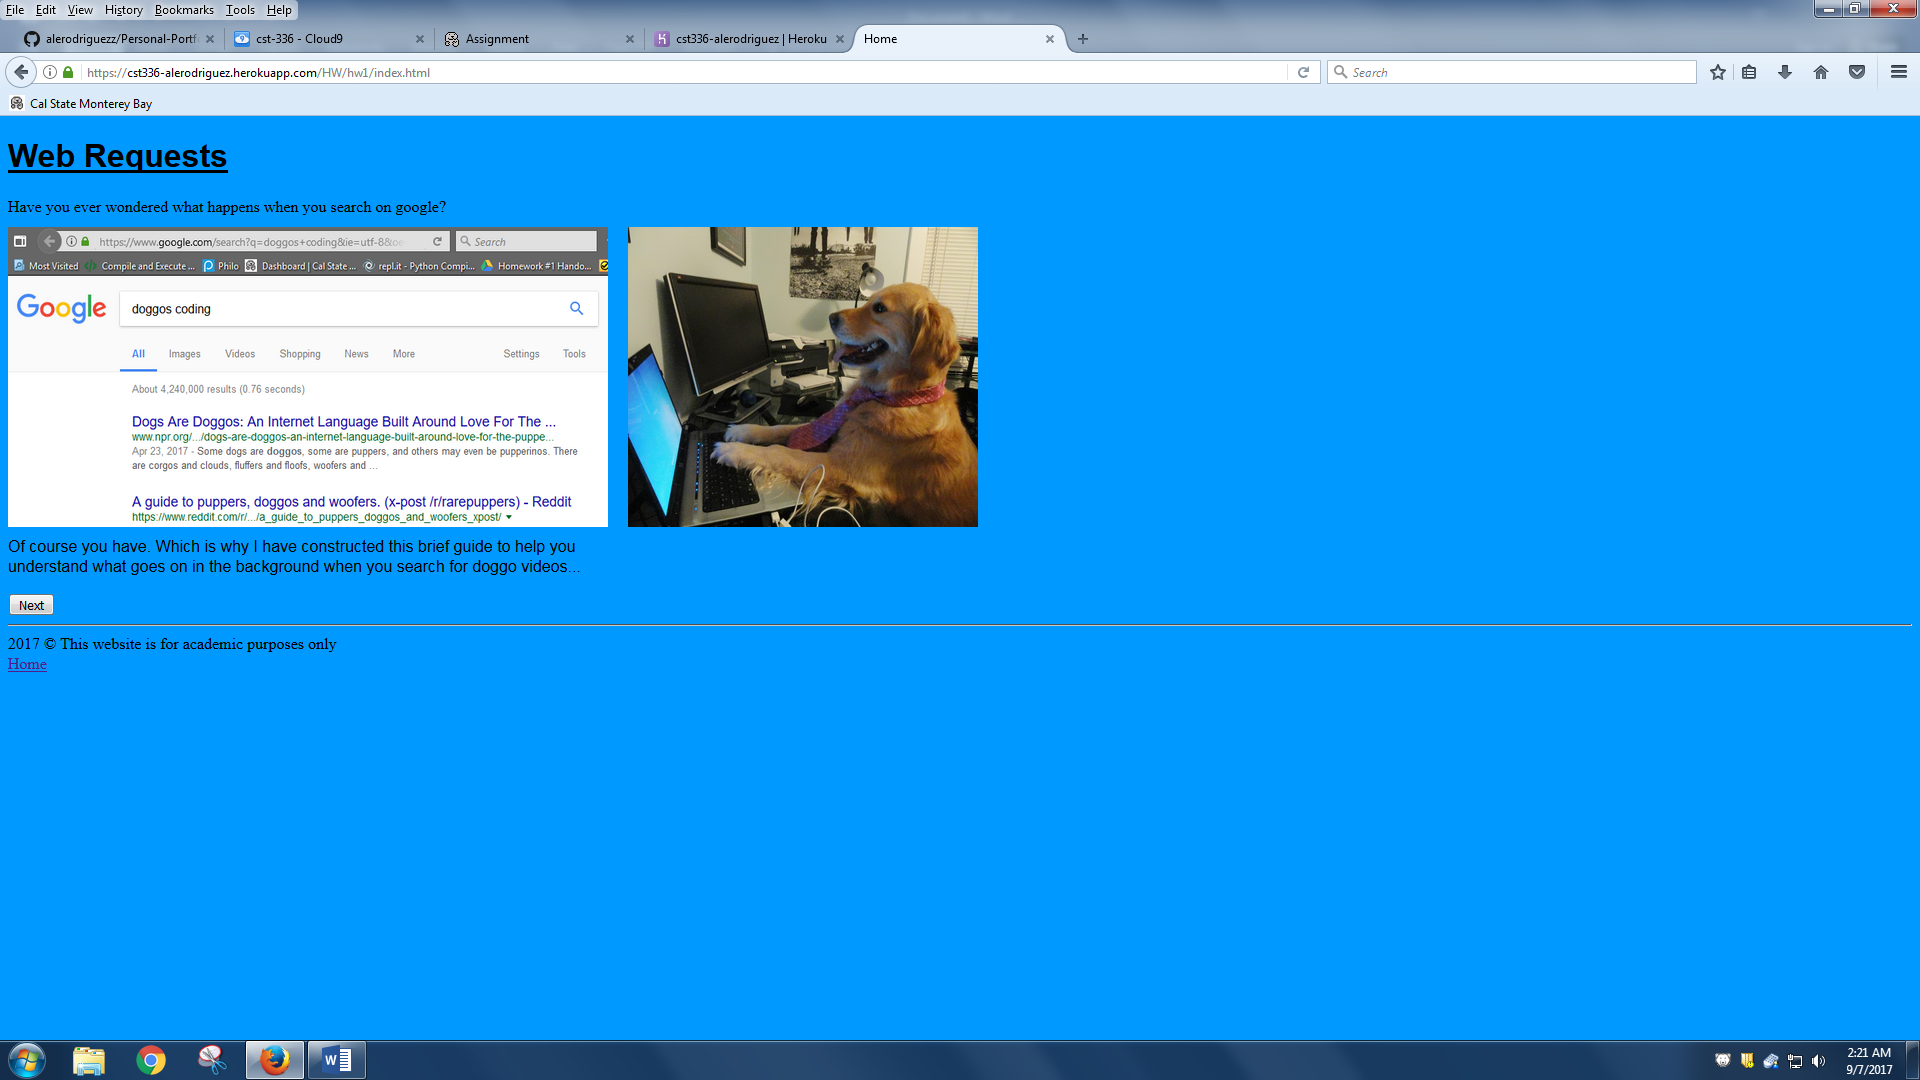 File Edit View History Bookmarks Tools Help
alerodriguezz/Personal-Portf
cst-336 - Cloud9
Assignment
cst336-alerodriguez | Heroku
Home
https://cst336-alerodriguez.herokuapp.com/HW/hw1/index.html
Search
Cal State Monterey Bay
Web Requests
Have you ever wondered what happens when you search on google?
https://www.google.com/search?q=doggos+coding&ie=utf-8&oe
Search
Most Visited Compile and Execute ... Philo Dashboard | Cal State ... repl.it - Python Compi... Homework #1 Hando...
Google
doggos coding
All Images Videos Shopping News More Settings Tools
About 4,240,000 results (0.76 seconds)
Dogs Are Doggos: An Internet Language Built Around Love For The ...
www.npr.org/.../dogs-are-doggos-an-internet-language-built-around-love-for-the-puppe...
Apr 23, 2017 - Some dogs are doggos, some are puppers, and others may even be pupperinos. There
are corgos and clouds, fluffers and floofs, woofers and ...
A guide to puppers, doggos and woofers. (x-post /r/rarepuppers) - Reddit
https://www.reddit.com/r/.../a_guide_to_puppers_doggos_and_woofers_xpost/
Of course you have. Which is why I have constructed this brief guide to help you
understand what goes on in the background when you search for doggo videos...
Next
2017 © This website is for academic purposes only
Home
2:21 AM
9/7/2017